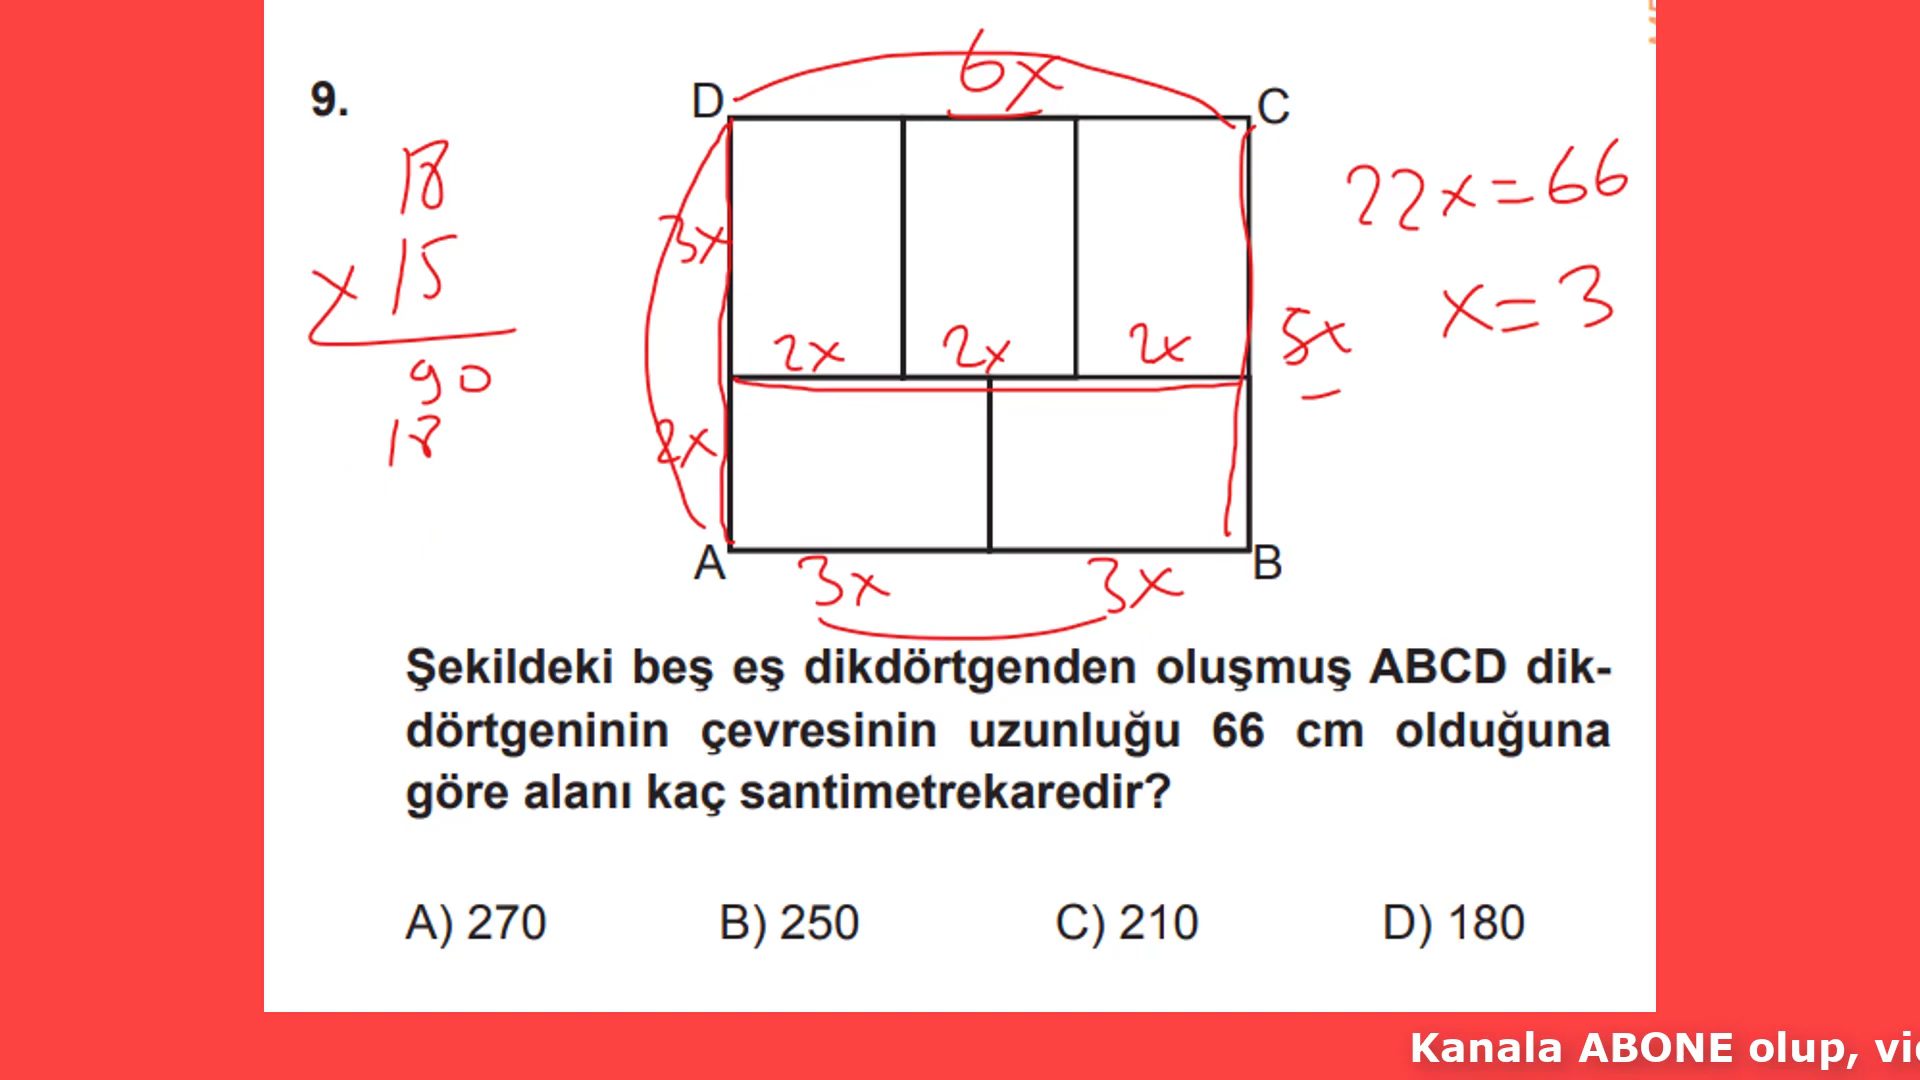 6x
9.
D
C
18
x 15
90
18
22x=66
x=3
3x
5x
2x
2x
2x
2x
A
B
3x
3x
Şekildeki beş eş dikdörtgenden oluşmuş ABCD dik-
dörtgeninin çevresinin uzunluğu 66 cm olduğuna
göre alanı kaç santimetrekaredir?
A) 270 B) 250 C) 210 D) 180
Kanala ABONE olup,